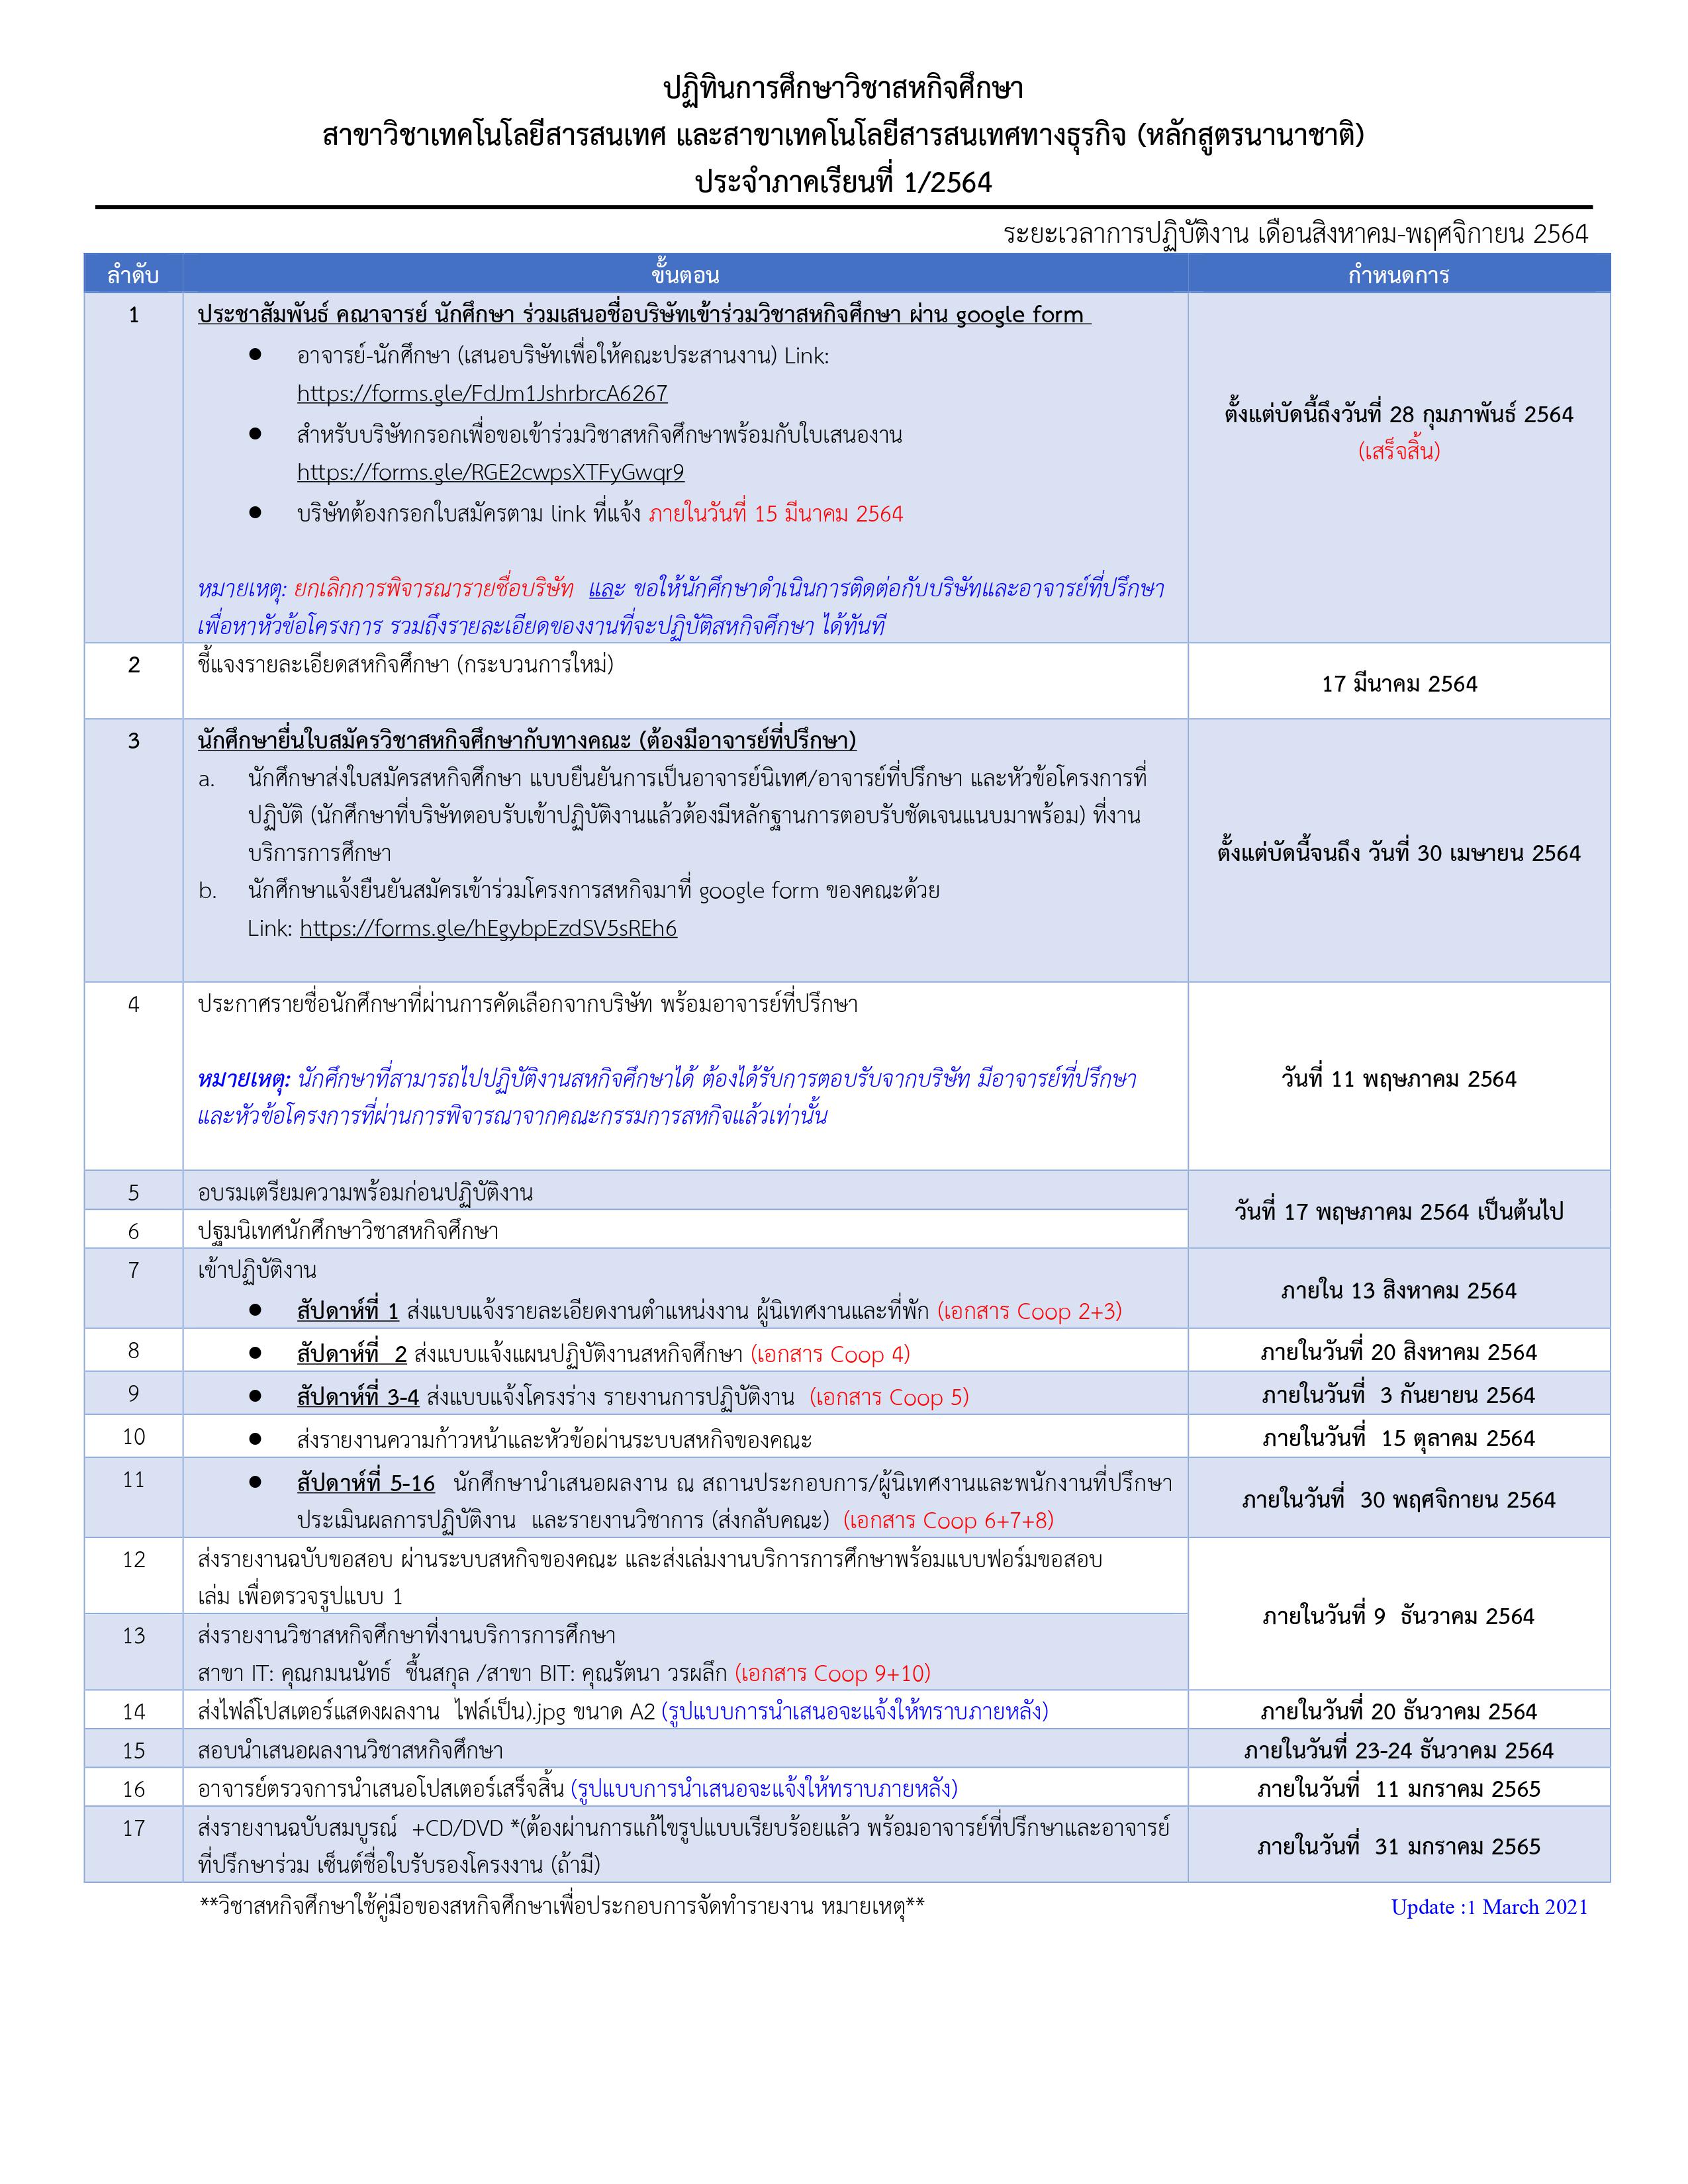 ปฏิทินการศึกษาวิชาสหกิจศึกษา
สาขาวิชาเทคโนโลยีสารสนเทศ และสาขาเทคโนโลยีสารสนเทศทางธุรกิจ (หลักสูตรนานาชาติ)
ประจำภาคเรียนที่ 1/2564
ระยะเวลาการปฏิบัติงาน เดือนสิงหาคม-พฤศจิกายน 2564
ลำดับ ขั้นตอน กำหนดการ
1 ประชาสัมพันธ์ คณาจารย์ นักศึกษา ร่วมเสนอชื่อบริษัทเข้าร่วมวิชาสหกิจศึกษา ผ่าน google form
● อาจารย์-นักศึกษา (เสนอบริษัทเพื่อให้คณะประสานงาน) Link:
https://forms.gle/FdJm1JshrbrcA6267
● สำหรับบริษัทกรอกเพื่อขอเข้าร่วมวิชาสหกิจศึกษาพร้อมกับใบเสนองาน
https://forms.gle/RGE2cwpsXTFyGwqr9
● บริษัทต้องกรอกใบสมัครตาม link ที่แจ้ง ภายในวันที่ 15 มีนาคม 2564
หมายเหตุ: ยกเลิกการพิจารณารายชื่อบริษัท และ ขอให้นักศึกษาดำเนินการติดต่อกับบริษัทและอาจารย์ที่ปรึกษา
เพื่อหาหัวข้อโครงการ รวมถึงรายละเอียดของงานที่จะปฏิบัติสหกิจศึกษา ได้ทันที
ตั้งแต่บัดนี้ถึงวันที่ 28 กุมภาพันธ์ 2564
(เสร็จสิ้น)
2 ชี้แจงรายละเอียดสหกิจศึกษา (กระบวนการใหม่)
17 มีนาคม 2564
3 นักศึกษายื่นใบสมัครวิชาสหกิจศึกษากับทางคณะ (ต้องมีอาจารย์ที่ปรึกษา)
a. นักศึกษาส่งใบสมัครสหกิจศึกษา แบบยืนยันการเป็นอาจารย์นิเทศ/อาจารย์ที่ปรึกษา และหัวข้อโครงการที่
ปฏิบัติ (นักศึกษาที่บริษัทตอบรับเข้าปฏิบัติงานแล้วต้องมีหลักฐานการตอบรับชัดเจนแนบมาพร้อม) ที่งาน
บริการการศึกษา
b. นักศึกษาแจ้งยืนยันสมัครเข้าร่วมโครงการสหกิจมาที่ google form ของคณะด้วย
Link: https://forms.gle/hEgybpEzdSV5sREh6
ตั้งแต่บัดนี้จนถึง วันที่ 30 เมษายน 2564
4 ประกาศรายชื่อนักศึกษาที่ผ่านการคัดเลือกจากบริษัท พร้อมอาจารย์ที่ปรึกษา
หมายเหตุ: นักศึกษาที่สามารถไปปฏิบัติงานสหกิจศึกษาได้ ต้องได้รับการตอบรับจากบริษัท มีอาจารย์ที่ปรึกษา
และหัวข้อโครงการที่ผ่านการพิจารณาจากคณะกรรมการสหกิจแล้วเท่านั้น
วันที่ 11 พฤษภาคม 2564
5 อบรมเตรียมความพร้อมก่อนปฏิบัติงาน
วันที่ 17 พฤษภาคม 2564 เป็นต้นไป
6 ปฐมนิเทศนักศึกษาวิชาสหกิจศึกษา
7 เข้าปฏิบัติงาน
● สัปดาห์ที่ 1 ส่งแบบแจ้งรายละเอียดงานตำแหน่งงาน ผู้นิเทศงานและที่พัก (เอกสาร Coop 2+3)
ภายใน 13 สิงหาคม 2564
8 ● สัปดาห์ที่ 2 ส่งแบบแจ้งแผนปฏิบัติงานสหกิจศึกษา (เอกสาร Coop 4) ภายในวันที่ 20 สิงหาคม 2564
9 ● สัปดาห์ที่ 3-4 ส่งแบบแจ้งโครงร่าง รายงานการปฏิบัติงาน (เอกสาร Coop 5) ภายในวันที่ 3 กันยายน 2564
10 ● ส่งรายงานความก้าวหน้าและหัวข้อผ่านระบบสหกิจของคณะ ภายในวันที่ 15 ตุลาคม 2564
11 ● สัปดาห์ที่ 5-16 นักศึกษานำเสนอผลงาน ณ สถานประกอบการ/ผู้นิเทศงานและพนักงานที่ปรึกษา
ประเมินผลการปฏิบัติงาน และรายงานวิชาการ (ส่งกลับคณะ) (เอกสาร Coop 6+7+8)
ภายในวันที่ 30 พฤศจิกายน 2564
12 ส่งรายงานฉบับขอสอบ ผ่านระบบสหกิจของคณะ และส่งเล่มงานบริการการศึกษาพร้อมแบบฟอร์มขอสอบ
เล่ม เพื่อตรวจรูปแบบ 1
ภายในวันที่ 9 ธันวาคม 2564
13 ส่งรายงานวิชาสหกิจศึกษาที่งานบริการการศึกษา
สาขา IT: คุณกมนนัทธ์ ชื้นสกุล /สาขา BIT: คุณรัตนา วรผลึก (เอกสาร Coop 9+10)
14 ส่งไฟล์โปสเตอร์แสดงผลงาน ไฟล์เป็น).jpg ขนาด A2 (รูปแบบการนำเสนอจะแจ้งให้ทราบภายหลัง) ภายในวันที่ 20 ธันวาคม 2564
15 สอบนำเสนอผลงานวิชาสหกิจศึกษา ภายในวันที่ 23-24 ธันวาคม 2564
16 อาจารย์ตรวจการนำเสนอโปสเตอร์เสร็จสิ้น (รูปแบบการนำเสนอจะแจ้งให้ทราบภายหลัง) ภายในวันที่ 11 มกราคม 2565
17 ส่งรายงานฉบับสมบูรณ์ +CD/DVD *(ต้องผ่านการแก้ไขรูปแบบเรียบร้อยแล้ว พร้อมอาจารย์ที่ปรึกษาและอาจารย์
ที่ปรึกษาร่วม เซ็นต์ชื่อใบรับรองโครงงาน (ถ้ามี)
ภายในวันที่ 31 มกราคม 2565
**วิชาสหกิจศึกษาใช้คู่มือของสหกิจศึกษาเพื่อประกอบการจัดทำรายงาน หมายเหตุ** Update :1 March 2021